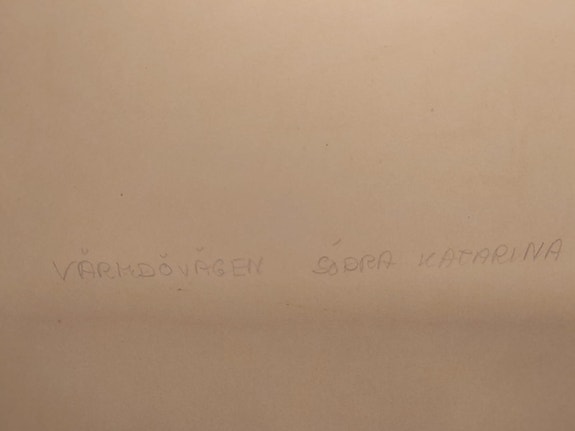 VÄRMDÖVÄGEN SÖDRA KATARINA